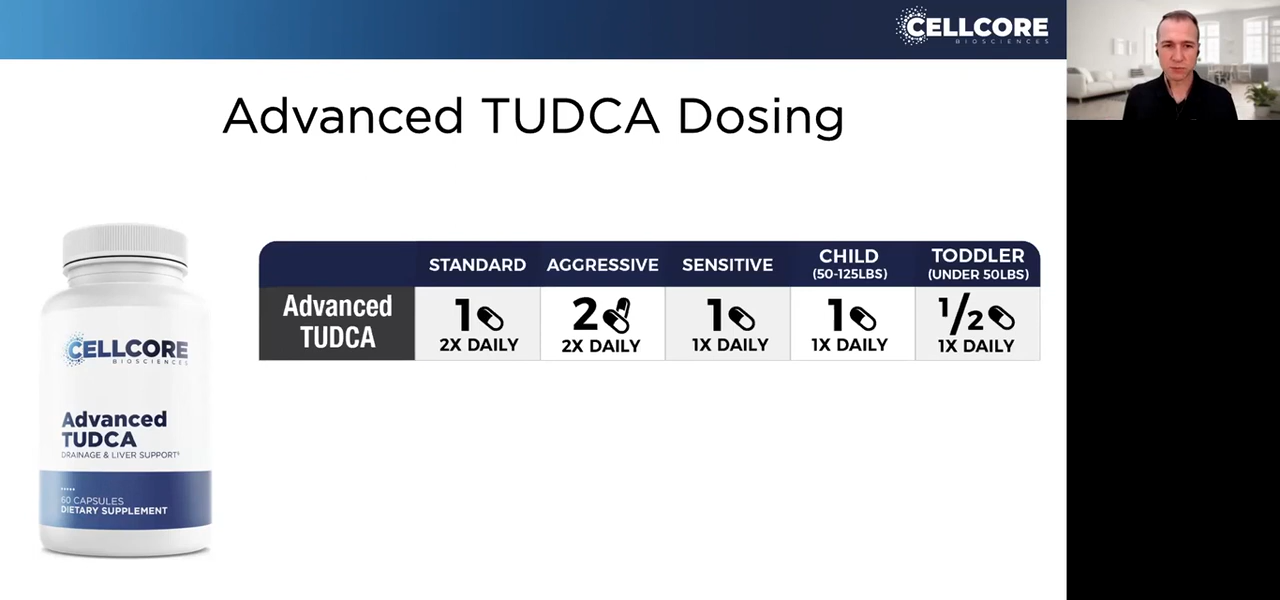 CELLCORE
BIOSCIENCES
Advanced TUDCA Dosing
STANDARD AGGRESSIVE SENSITIVE CHILD (50-125LBS) TODDLER (UNDER 50LBS)
Advanced TUDCA
1 2X DAILY
2 2X DAILY
1 1X DAILY
1 1X DAILY
1/2 1X DAILY
CELLCORE
BIOSCIENCES
Advanced
TUDCA
DRAINAGE & LIVER SUPPORT*
60 CAPSULES
DIETARY SUPPLEMENT